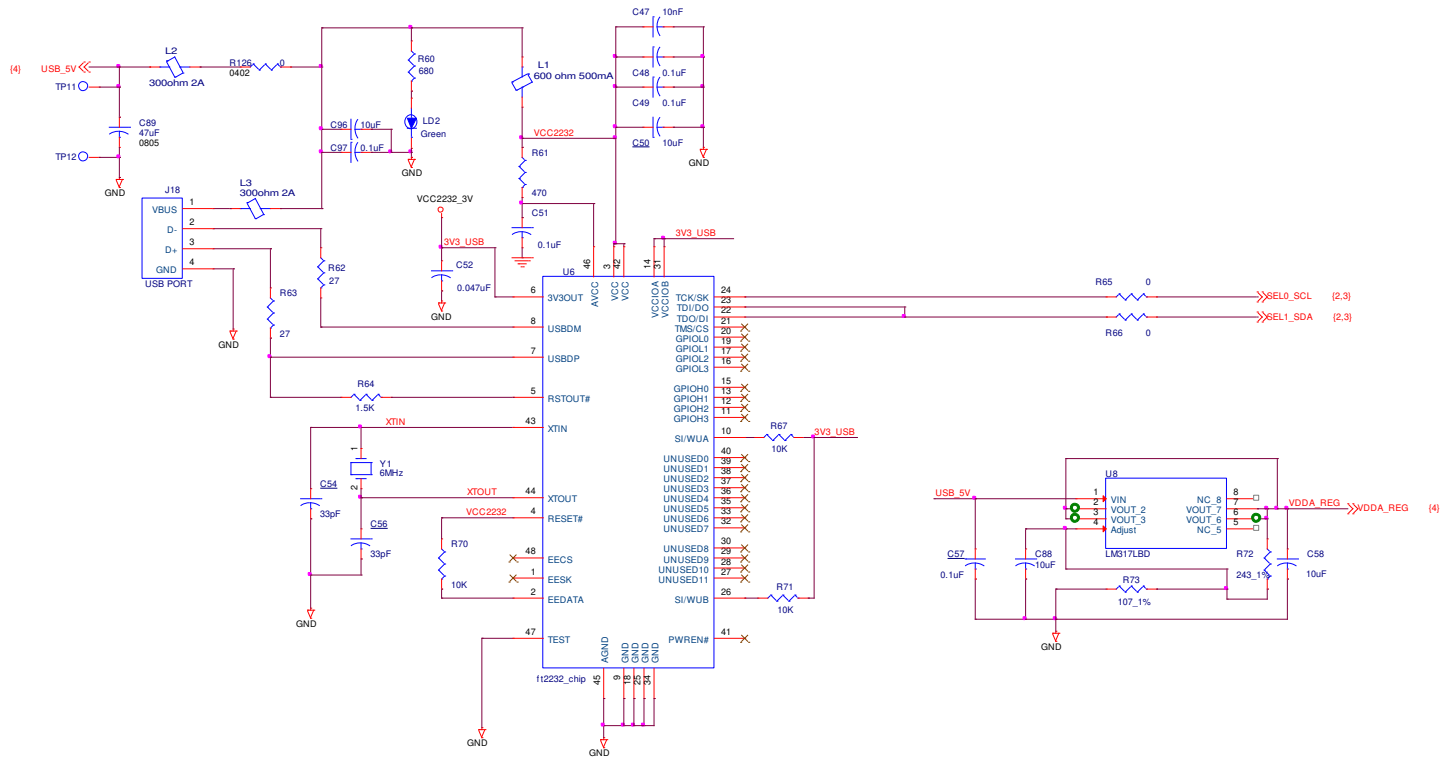 C47 10nF
C48 0.1uF
C49 0.1uF
C50 10uF
GND
{4} USB_5V
L2
300ohm 2A
R126 0
0402
TP11
C89
47uF
0805
TP12
GND
R60
680
LD2
Green
C96 10uF
C97 0.1uF
GND
L1
600 ohm 500mA
VCC2232
R61
470
C51
0.1uF
J18
VBUS 1
D- 2
D+ 3
GND 4
USB PORT
L3
300ohm 2A
GND
R62
27
R63
27
VCC2232_3V
3V3_USB
C52
0.047uF
GND
3V3_USB
U6
46 AVCC
3 VCC
42 VCC
14 VCCIOA
31 VCCIOB
6 3V3OUT
8 USBDM
7 USBDP
5 RSTOUT#
43 XTIN
44 XTOUT
4 RESET#
48 EECS
1 EESK
2 EEDATA
47 TEST
TCK/SK 24
TDI/DO 23
TDO/DI 22
TMS/CS 21
GPIOL0 20
GPIOL1 19
GPIOL2 17
GPIOL3 16
GPIOH0 15
GPIOH1 13
GPIOH2 12
GPIOH3 11
SI/WUA 10
UNUSED0 40
UNUSED1 39
UNUSED2 38
UNUSED3 37
UNUSED4 36
UNUSED5 35
UNUSED6 33
UNUSED7 32
UNUSED8 30
UNUSED9 29
UNUSED10 28
UNUSED11 27
SI/WUB 26
PWREN# 41
AGND 45
GND 9
GND 18
GND 25
GND 34
ft2232_chip
GND
R64
1.5K
XTIN
1
Y1
6MHz
2
C54
33pF
C56
33pF
GND
XTOUT
VCC2232
R70
10K
GND
R65 0
SEL0_SCL {2,3}
R66 0
SEL1_SDA {2,3}
R67
10K
3V3_USB
R71
10K
U8
USB_5V
1 VIN
2 VOUT_2
3 VOUT_3
4 Adjust
NC_8 8
VOUT_7 7
VOUT_6 6
NC_5 5
LM317LBD
VDDA_REG
VDDA_REG {4}
C57
0.1uF
C88
10uF
R73
107_1%
R72
243_1%
C58
10uF
GND